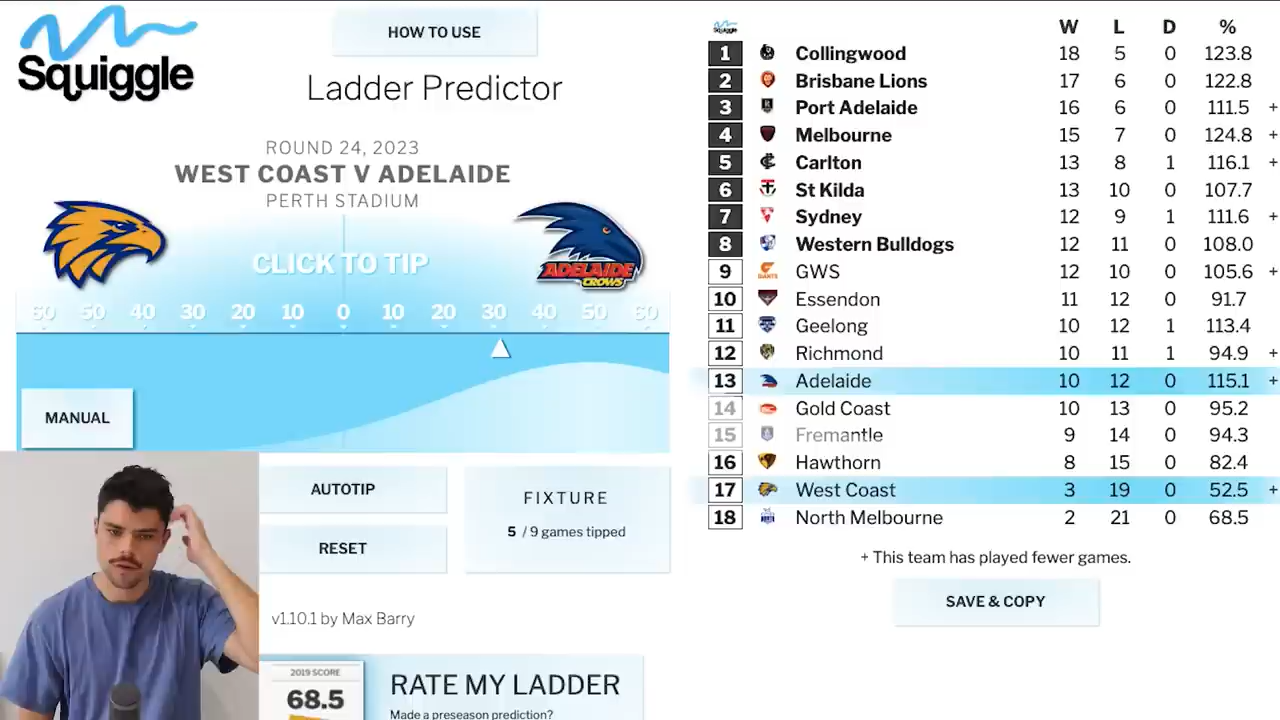 Squiggle
HOW TO USE
Ladder Predictor
ROUND 24, 2023
WEST COAST V ADELAIDE
PERTH STADIUM
ADELAIDE
CROWS
CLICK TO TIP
60 50 40 30 20 10 0 10 20 30 40 50 60
MANUAL
AUTOTIP
RESET
FIXTURE
5 / 9 games tipped
v1.10.1 by Max Barry
2019 SCORE
68.5
RATE MY LADDER
Made a preseason prediction?
Squiggle W L D %
1 Collingwood 18 5 0 123.8
2 Brisbane Lions 17 6 0 122.8
3 Port Adelaide 16 6 0 111.5 +
4 Melbourne 15 7 0 124.8 +
5 Carlton 13 8 1 116.1 +
6 St Kilda 13 10 0 107.7
7 Sydney 12 9 1 111.6 +
8 Western Bulldogs 12 11 0 108.0
9 GWS 12 10 0 105.6 +
10 Essendon 11 12 0 91.7
11 Geelong 10 12 1 113.4
12 Richmond 10 11 1 94.9 +
13 Adelaide 10 12 0 115.1 +
14 Gold Coast 10 13 0 95.2
15 Fremantle 9 14 0 94.3
16 Hawthorn 8 15 0 82.4
17 West Coast 3 19 0 52.5 +
18 North Melbourne 2 21 0 68.5
+ This team has played fewer games.
SAVE & COPY